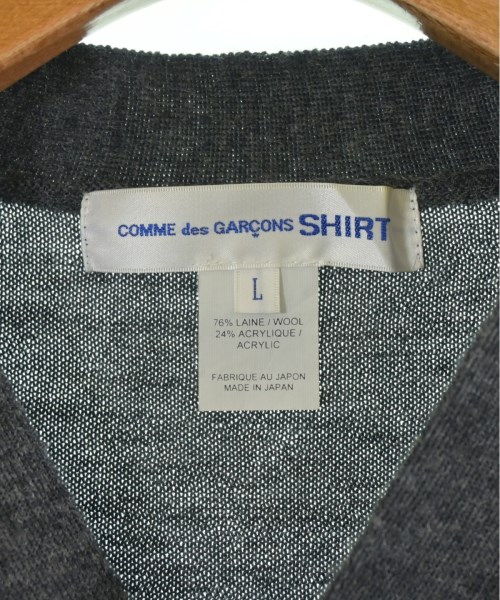 COMME des GARÇONS SHIRT
L
76% LAINE / WOOL
24% ACRYLIQUE /
ACRYLIC
FABRIQUE AU JAPON
MADE IN JAPAN